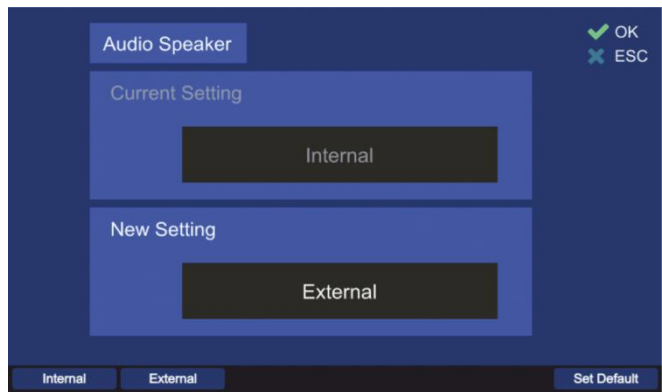 Audio Speaker
OK
ESC
Current Setting
Internal
New Setting
External
Internal External Set Default